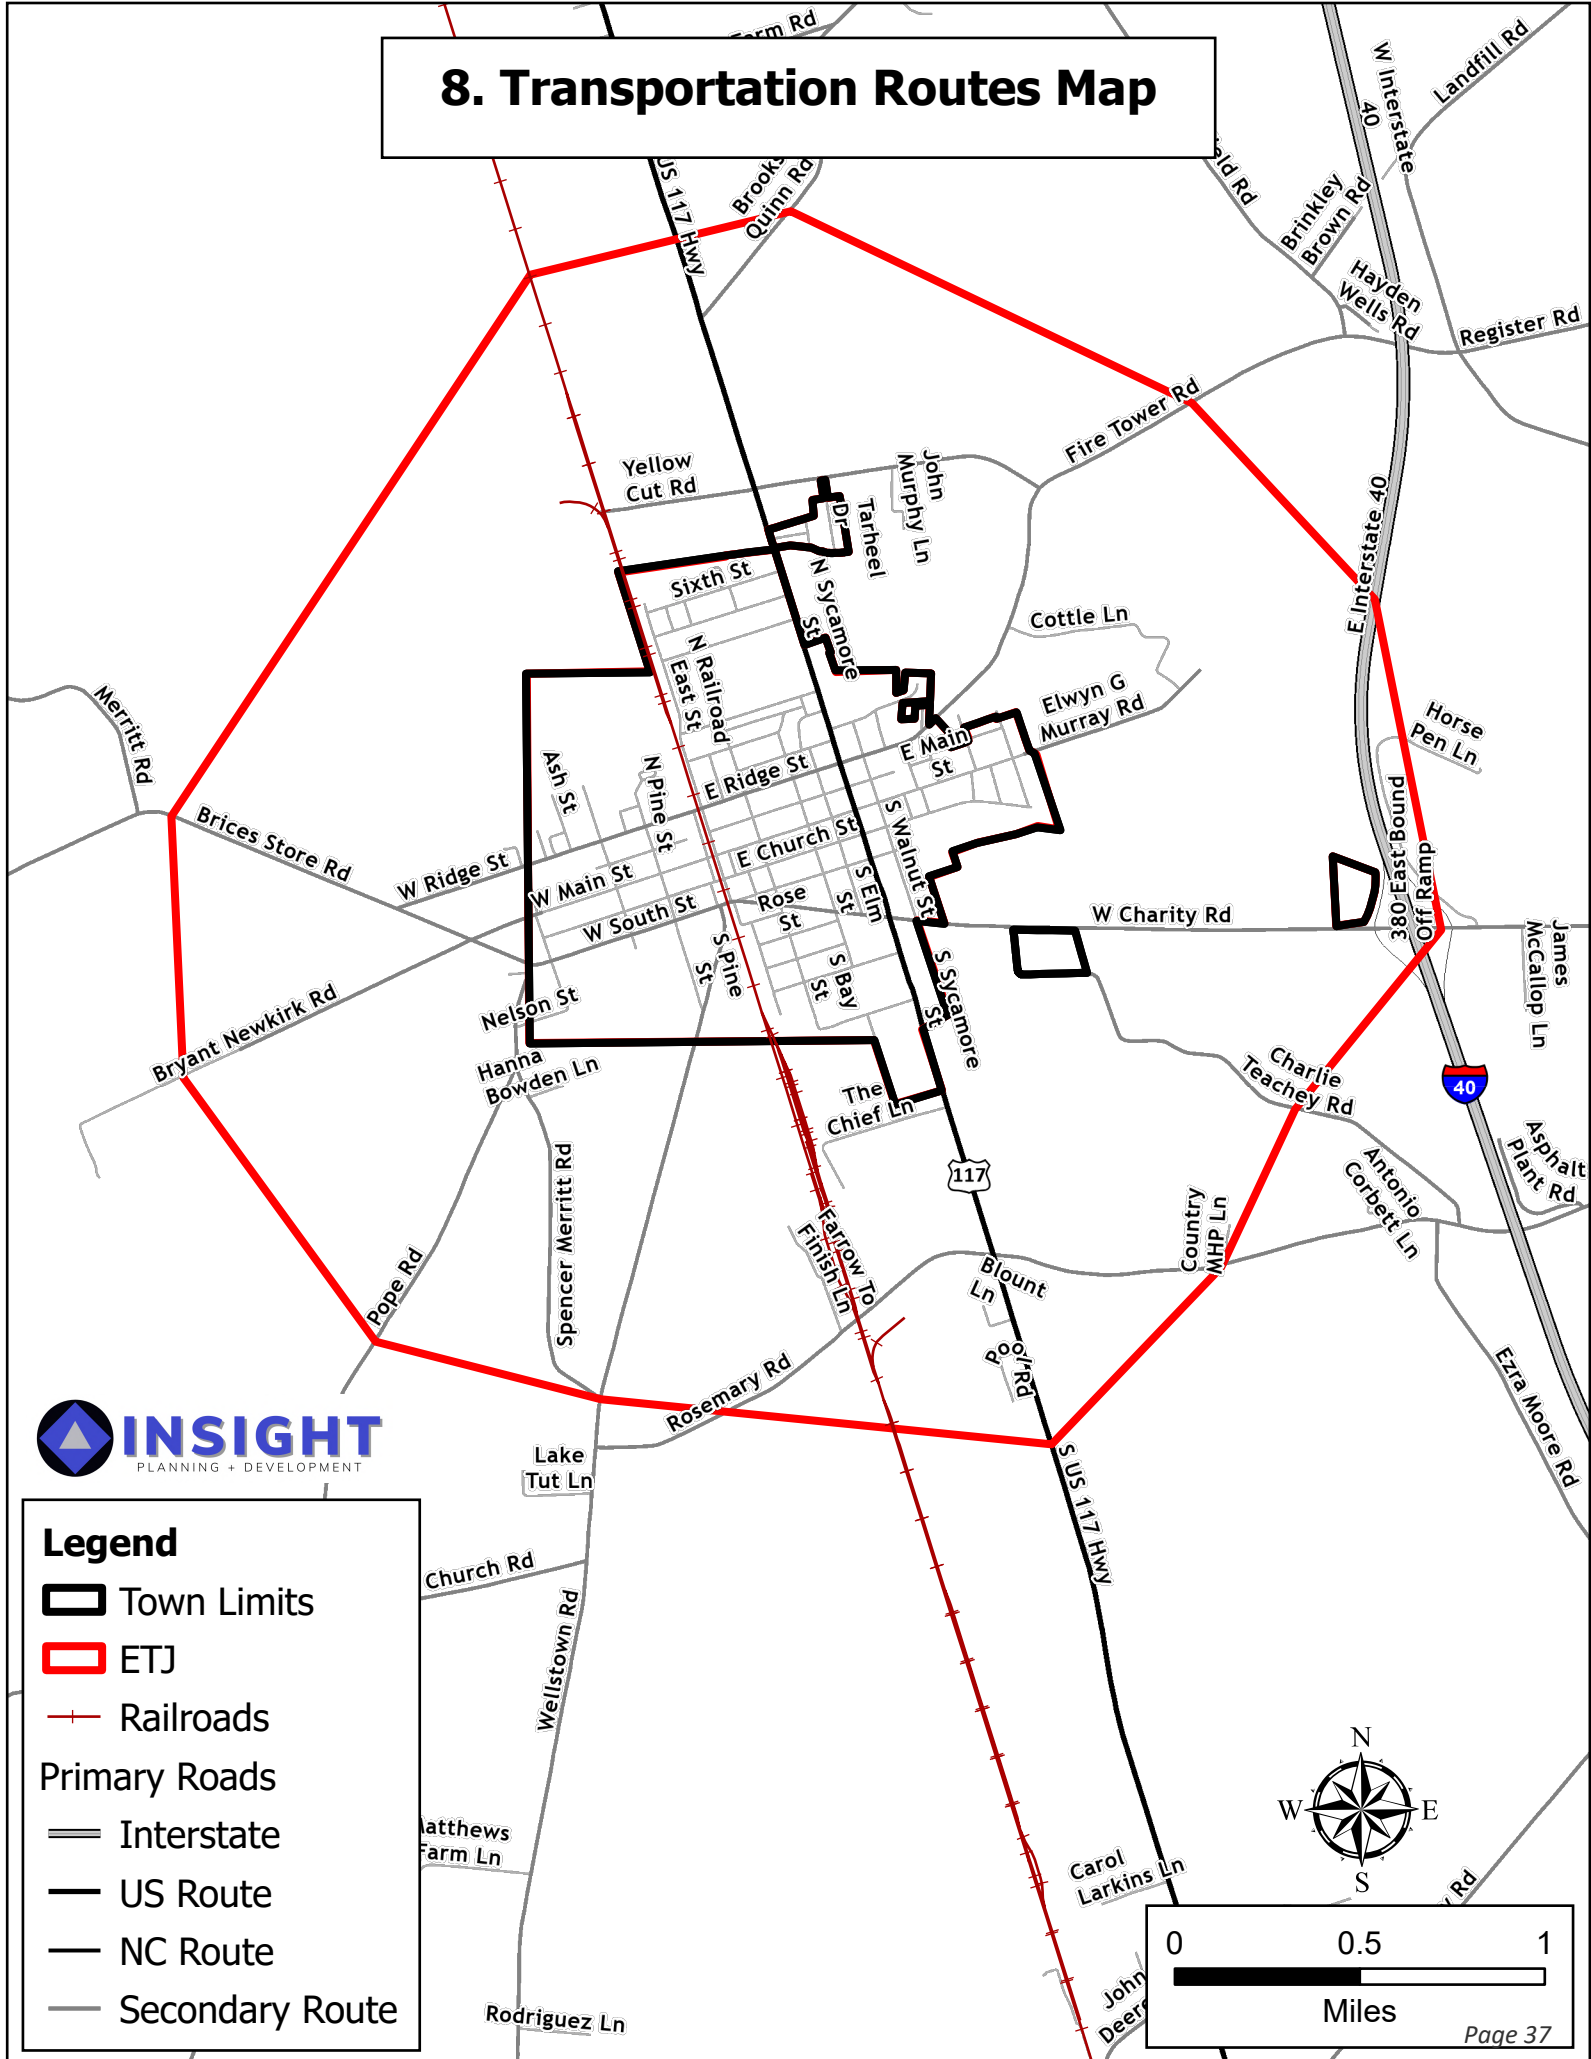 8. Transportation Routes Map
Farm Rd
W Interstate
40
Landfill Rd
US 117 Hwy
Brooks
Quinn Rd
Brinkley
Brown Rd
Hayden
Wells Rd
Register Rd
Fire Tower Rd
Yellow
Cut Rd
John
Murphy Ln
Tarheel
Dr
E Interstate 40
Sixth St
N Sycamore
St
Cottle Ln
N Railroad
East St
Elwyn G
Murray Rd
Merritt Rd
Horse
Pen Ln
Ash St
N Pine St
E Ridge St
E Main
St
Brices Store Rd
380 East Bound
Off Ramp
W Ridge St
W Main St
E Church St
S Walnut St
S Elm
St
Rose
St
W South St
W Charity Rd
James
McCallop Ln
S Pine
St
S Bay
St
S Sycamore
St
Nelson St
Bryant Newkirk Rd
Hanna
Bowden Ln
The
Chief Ln
Charlie
Teachey Rd
40
Asphalt
Plant Rd
Antonio
Corbett Ln
117
Country
MHP Ln
Spencer Merritt Rd
Farrow To
Finish Ln
Pope Rd
Blount
Ln
Pool Rd
Rosemary Rd
Ezra Moore Rd
INSIGHT
PLANNING + DEVELOPMENT
Lake
Tut Ln
S US 117 Hwy
Church Rd
Wellstown Rd
Matthews
Farm Ln
Rodriguez Ln
Carol
Larkins Ln
John
Deere
Rd
Legend
Town Limits
ETJ
Railroads
Primary Roads
Interstate
US Route
NC Route
Secondary Route
N
W E
S
0 0.5 1
Miles
Page 37